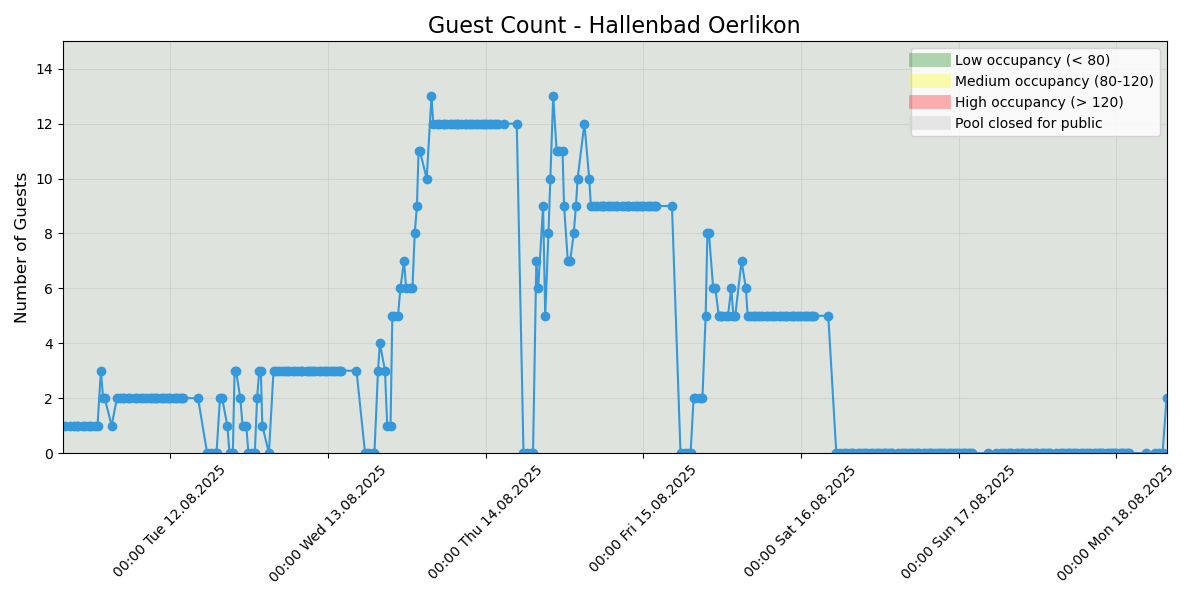 Guest Count - Hallenbad Oerlikon
Low occupancy (< 80)
Medium occupancy (80-120)
High occupancy (> 120)
Pool closed for public
Number of Guests
14
12
10
8
6
4
2
0
00:00 Tue 12.08.2025
00:00 Wed 13.08.2025
00:00 Thu 14.08.2025
00:00 Fri 15.08.2025
00:00 Sat 16.08.2025
00:00 Sun 17.08.2025
00:00 Mon 18.08.2025